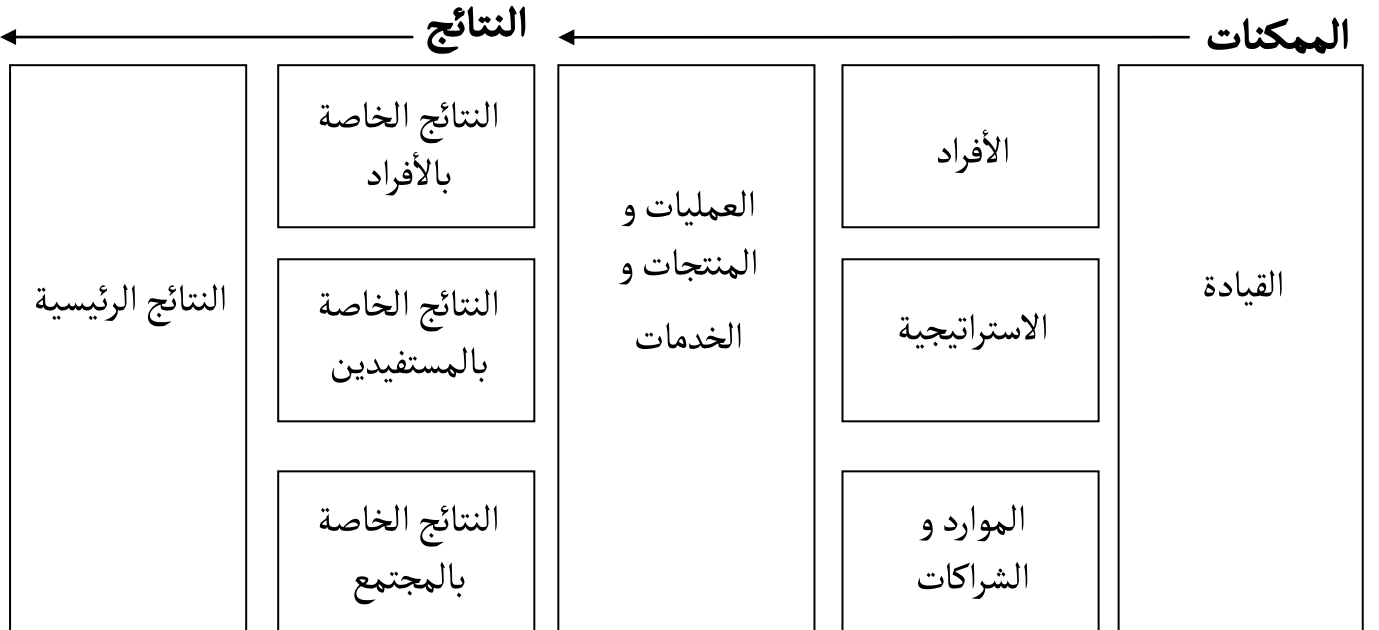 الممكنات
النتائج
القيادة
الأفراد
الاستراتيجية
الموارد و
الشراكات
العمليات و
المنتجات و
الخدمات
النتائج الخاصة
بالأفراد
النتائج الخاصة
بالمستفيدين
النتائج الخاصة
بالمجتمع
النتائج الرئيسية